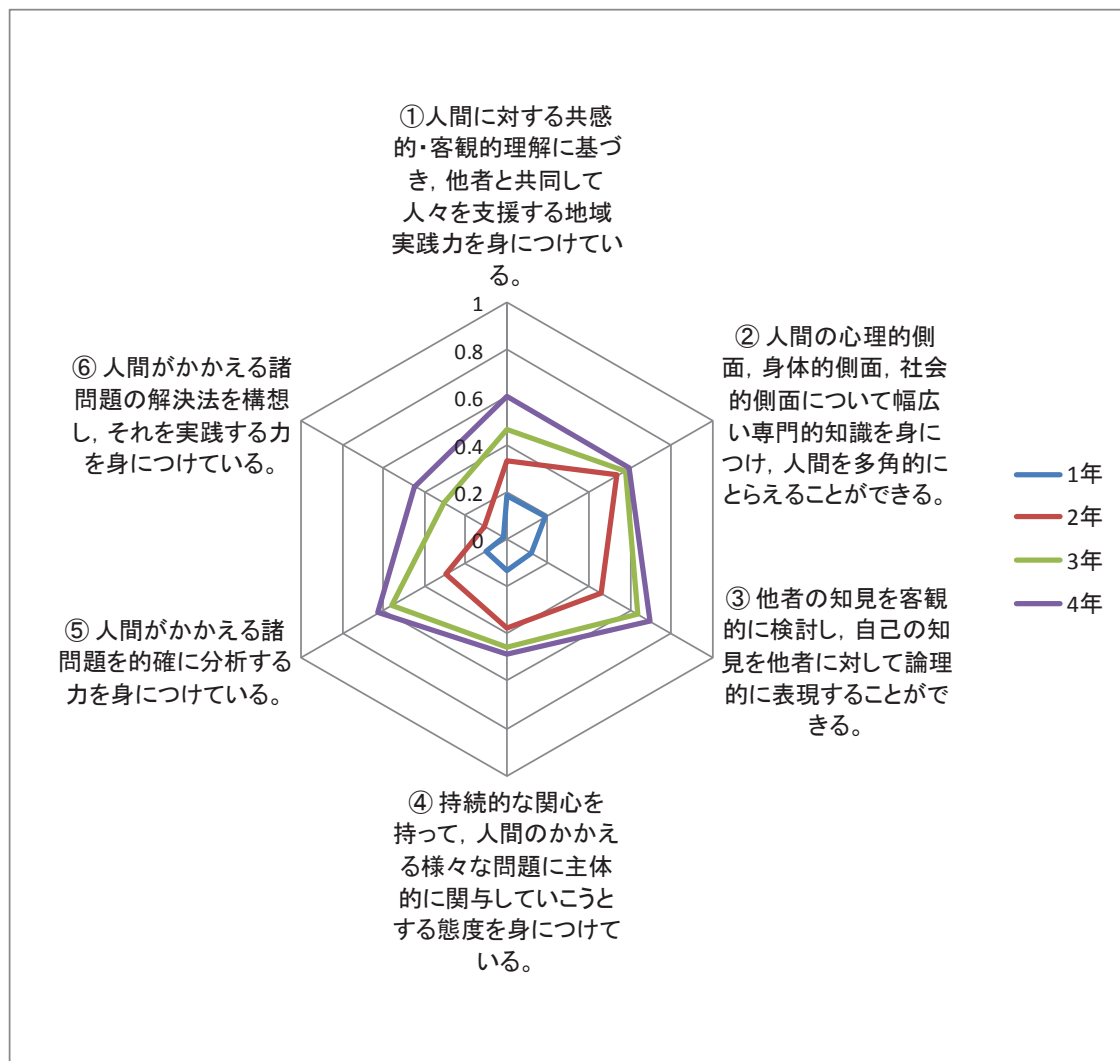 ①人間に対する共感
的・客観的理解に基づ
き，他者と共同して
人々を支援する地域
実践力を身につけてい
る。
1
0.8
0.6
0.4
0.2
0
② 人間の心理的側
面，身体的側面，社会
的側面について幅広
い専門的知識を身に
つけ，人間を多角的に
とらえることができる。
③ 他者の知見を客観
的に検討し，自己の知
見を他者に対して論理
的に表現することがで
きる。
④ 持続的な関心を
持って，人間のかかえ
る様々な問題に主体
的に関与していこうと
する態度を身につけて
いる。
⑤ 人間がかかえる諸
問題を的確に分析する
力を身につけている。
⑥ 人間がかかえる諸
問題の解決法を構想
し，それを実践する力
を身につけている。
1年
2年
3年
4年